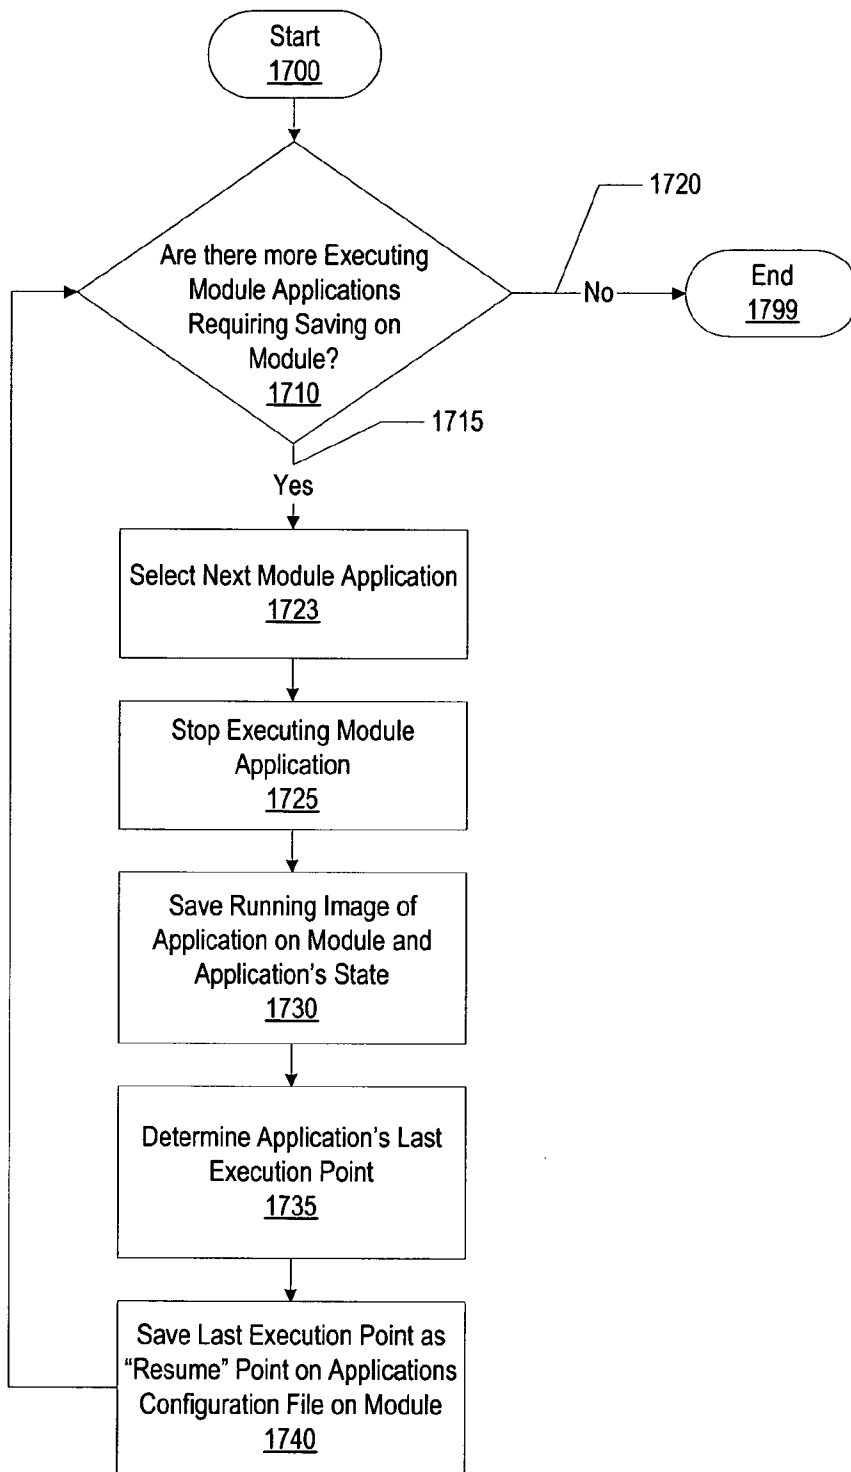 Start
1700
1720
Are there more Executing
Module Applications
Requiring Saving on
Module?
1710
No
End
1799
1715
Yes
Select Next Module Application
1723
Stop Executing Module
Application
1725
Save Running Image of
Application on Module and
Application's State
1730
Determine Application's Last
Execution Point
1735
Save Last Execution Point as
“Resume” Point on Applications
Configuration File on Module
1740